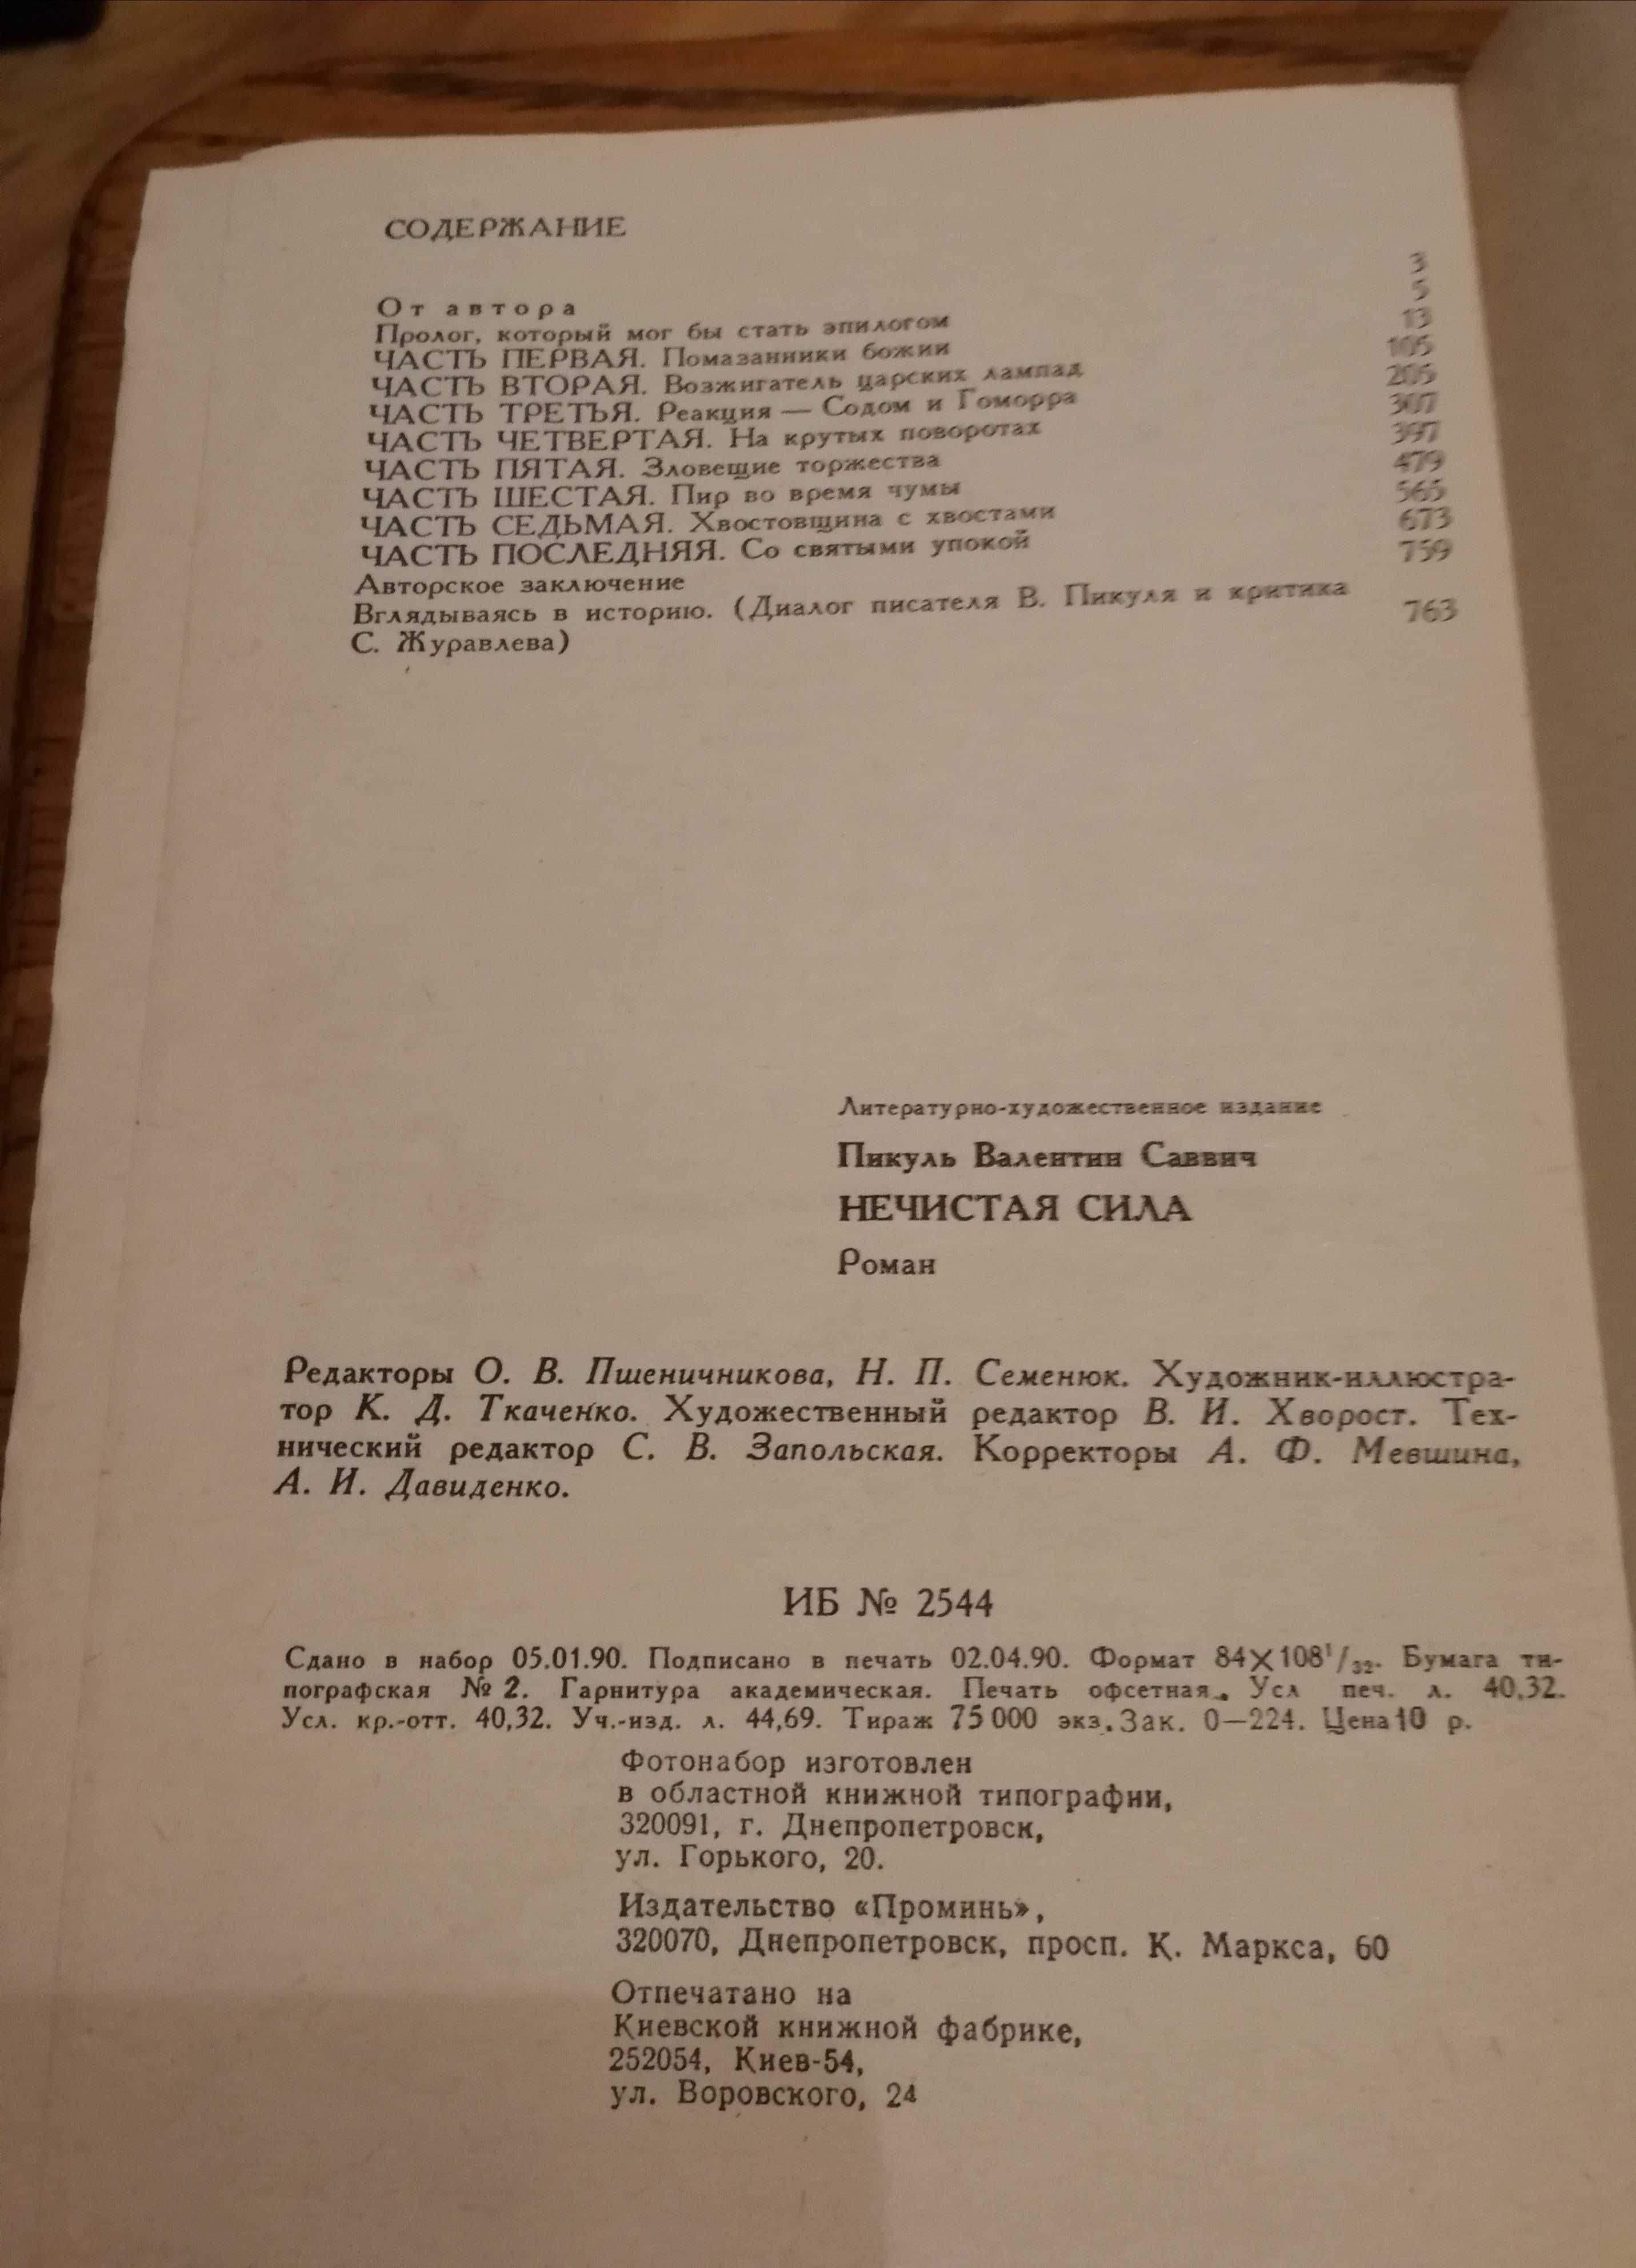 СОДЕРЖАНИЕ
От автора 3
Пролог, который мог бы стать эпилогом 5
ЧАСТЬ ПЕРВАЯ. Помазанники божии 13
ЧАСТЬ ВТОРАЯ. Возжигатель царских лампад 105
ЧАСТЬ ТРЕТЬЯ. Реакция — Содом и Гоморра 205
ЧАСТЬ ЧЕТВЕРТАЯ. На крутых поворотах 307
ЧАСТЬ ПЯТАЯ. Зловещие торжества 397
ЧАСТЬ ШЕСТАЯ. Пир во время чумы 479
ЧАСТЬ СЕДЬМАЯ. Хвостовщина с хвостами 565
ЧАСТЬ ПОСЛЕДНЯЯ. Со святыми упокой 673
Авторское заключение 759
Вглядываясь в историю. (Диалог писателя В. Пикуля и критика
С. Журавлева) 763
Литературно-художественное издание
Пикуль Валентин Саввич
НЕЧИСТАЯ СИЛА
Роман
Редакторы О. В. Пшеничникова, Н. П. Семенюк. Художник-иллюстра-
тор К. Д. Ткаченко. Художественный редактор В. И. Хворост. Тех-
нический редактор С. В. Запольская. Корректоры А. Ф. Мевшина,
А. И. Давиденко.
ИБ № 2544
Сдано в набор 05.01.90. Подписано в печать 02.04.90. Формат 84×108¹/₃₂. Бумага ти-
пографская № 2. Гарнитура академическая. Печать офсетная. Усл печ. л. 40,32.
Усл. кр.-отт. 40,32. Уч.-изд. л. 44,69. Тираж 75 000 экз. Зак. 0—224. Цена 10 р.
Фотонабор изготовлен
в областной книжной типографии,
320091, г. Днепропетровск,
ул. Горького, 20.
Издательство «Проминь»,
320070, Днепропетровск, просп. К. Маркса, 60
Отпечатано на
Киевской книжной фабрике,
252054, Киев-54,
ул. Воровского, 24